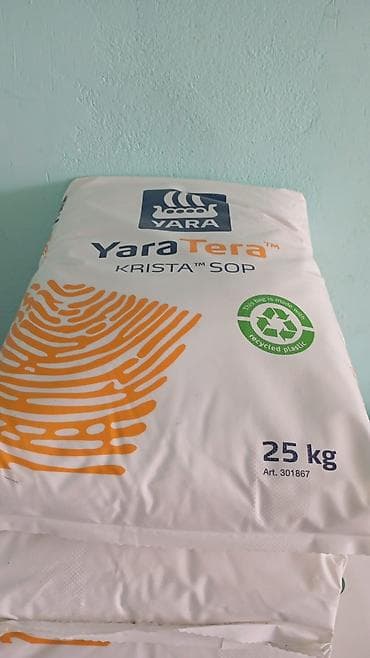 YARA
YaraTera™
KRISTA™ SOP
This bag is made with
recycled plastic
25 kg
Art. 301867